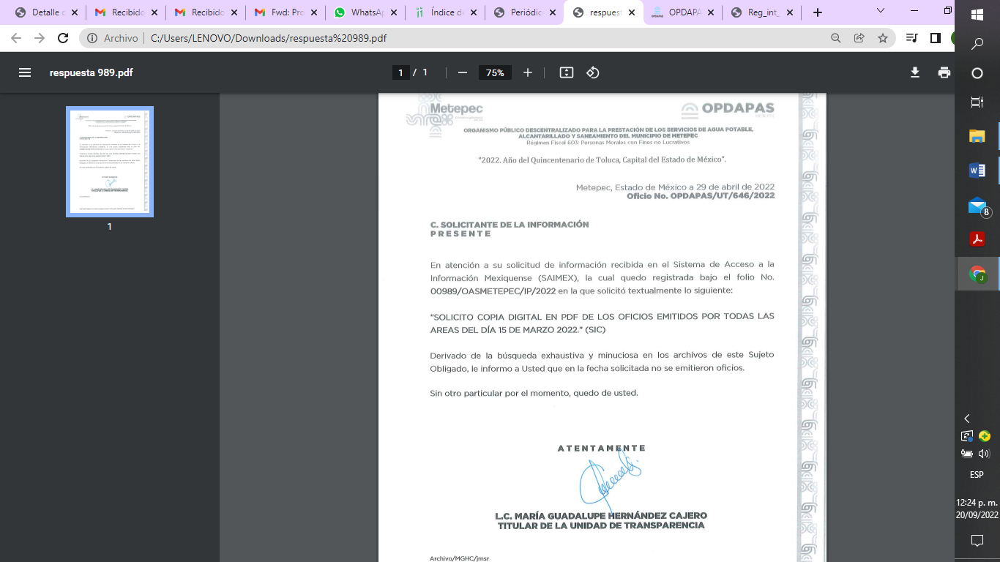 Detalle d
Recibido
Recibido
Fwd: Pro
WhatsAp
Índice de
Periódic
respuest
OPDAPA
Reg_int_
Archivo
C:/Users/LENOVO/Downloads/respuesta%20989.pdf
respuesta 989.pdf
1 / 1
75%
1
Metepec
OPDAPAS
METEPEC
ORGANISMO PÚBLICO DESCENTRALIZADO PARA LA PRESTACIÓN DE LOS SERVICIOS DE AGUA POTABLE,
ALCANTARILLADO Y SANEAMIENTO DEL MUNICIPIO DE METEPEC
Régimen Fiscal 603: Personas Morales con Fines no Lucrativos
"2022. Año del Quincentenario de Toluca, Capital del Estado de México".
Metepec, Estado de México a 29 de abril de 2022
Oficio No. OPDAPAS/UT/646/2022
C. SOLICITANTE DE LA INFORMACIÓN
P R E S E N T E
En atención a su solicitud de información recibida en el Sistema de Acceso a la
Información Mexiquense (SAIMEX), la cual quedo registrada bajo el folio No.
00989/OASMETEPEC/IP/2022 en la que solicitó textualmente lo siguiente:
"SOLICITO COPIA DIGITAL EN PDF DE LOS OFICIOS EMITIDOS POR TODAS LAS
AREAS DEL DÍA 15 DE MARZO 2022." (SIC)
Derivado de la búsqueda exhaustiva y minuciosa en los archivos de este Sujeto
Obligado, le informo a Usted que en la fecha solicitada no se emitieron oficios.
Sin otro particular por el momento, quedo de usted.
A T E N T A M E N T E
L.C. MARÍA GUADALUPE HERNÁNDEZ CAJERO
TITULAR DE LA UNIDAD DE TRANSPARENCIA
Archivo/MGHC/jmsr
8
J
ESP
12:24 p. m.
20/09/2022